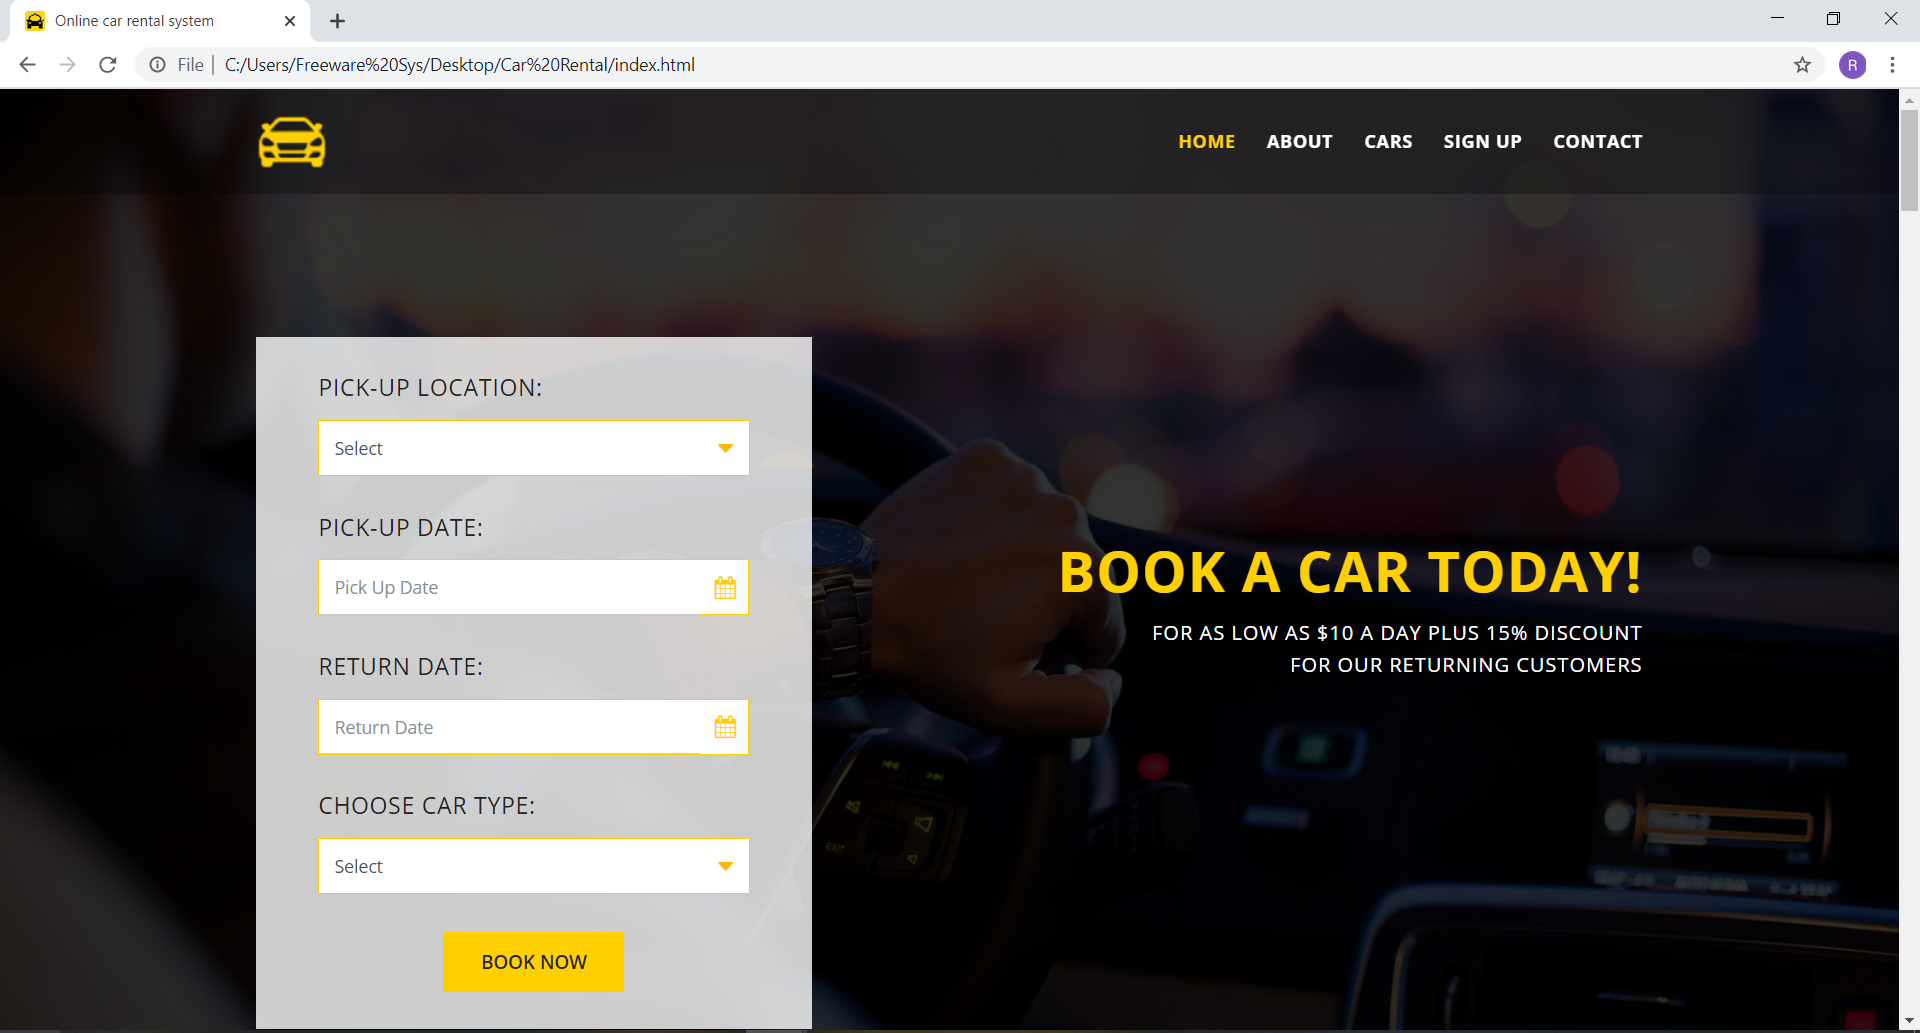 Online car rental system
File | C:/Users/Freeware%20Sys/Desktop/Car%20Rental/index.html
R
HOME ABOUT CARS SIGN UP CONTACT
PICK-UP LOCATION:
Select
PICK-UP DATE:
Pick Up Date
RETURN DATE:
Return Date
CHOOSE CAR TYPE:
Select
BOOK NOW
BOOK A CAR TODAY!
FOR AS LOW AS $10 A DAY PLUS 15% DISCOUNT
FOR OUR RETURNING CUSTOMERS
EXIT